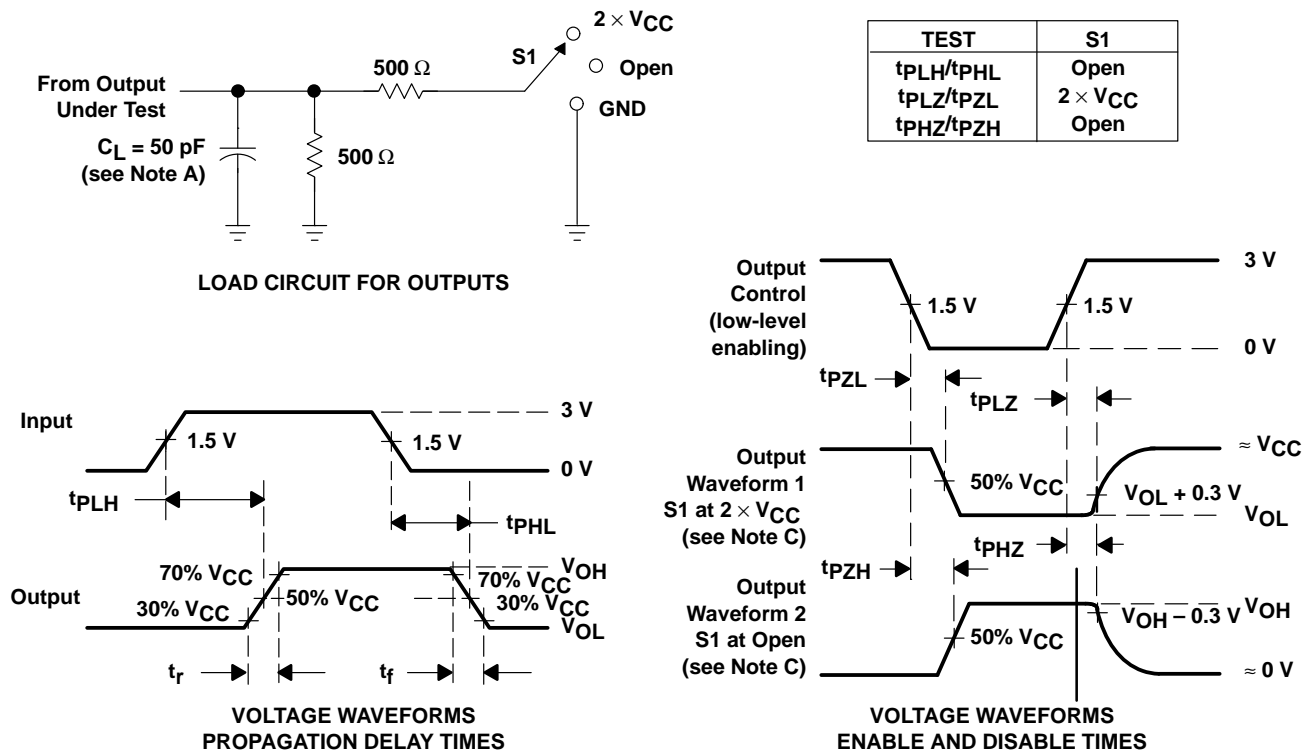 2 × VCC
S1
Open
GND
500 Ω
From Output
Under Test
CL = 50 pF
(see Note A)
500 Ω
LOAD CIRCUIT FOR OUTPUTS
TEST S1
tPLH/tPHL Open
tPLZ/tPZL 2 × VCC
tPHZ/tPZH Open
Input
1.5 V
1.5 V
3 V
0 V
tPLH
tPHL
Output
70% VCC
30% VCC
50% VCC
70% VCC
30% VCC
VOH
VOL
tr
tf
VOLTAGE WAVEFORMS
PROPAGATION DELAY TIMES
Output
Control
(low-level
enabling)
1.5 V
1.5 V
3 V
0 V
tPZL
tPLZ
Output
Waveform 1
S1 at 2 × VCC
(see Note C)
50% VCC
≈ VCC
VOL + 0.3 V
VOL
tPZH
tPHZ
Output
Waveform 2
S1 at Open
(see Note C)
50% VCC
VOH − 0.3 V
VOH
≈ 0 V
VOLTAGE WAVEFORMS
ENABLE AND DISABLE TIMES